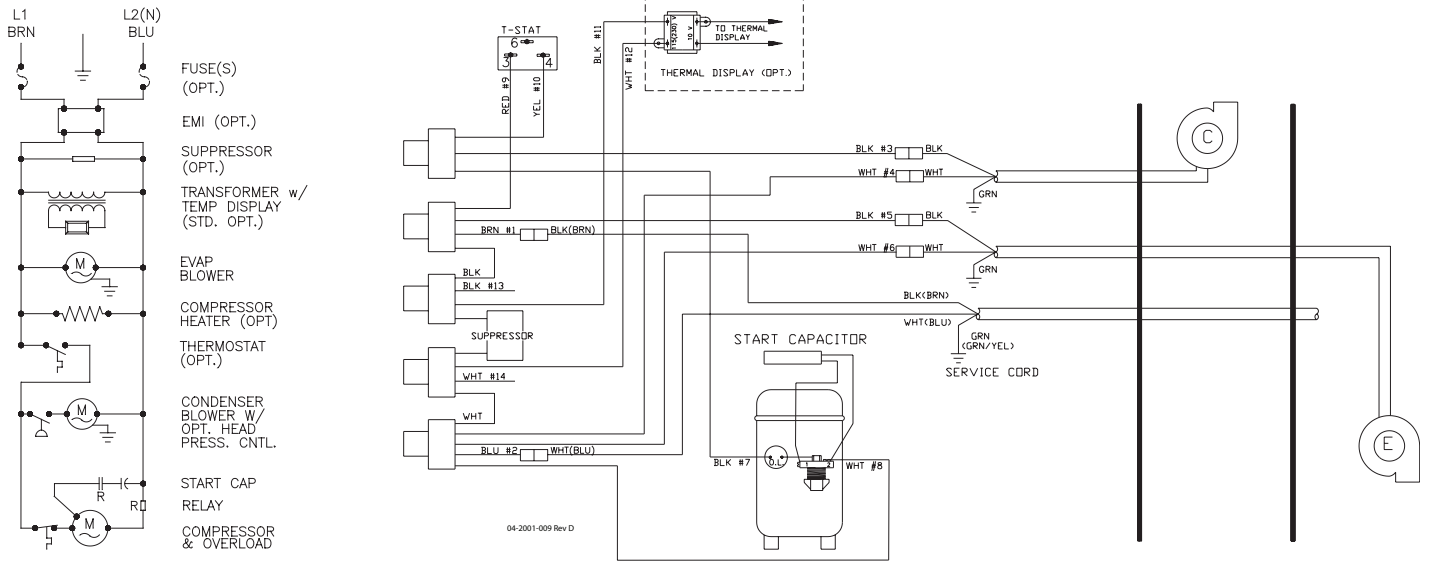 L1
BRN
L2(N)
BLU
FUSE(S)
(OPT.)
EMI (OPT.)
SUPPRESSOR
(OPT.)
TRANSFORMER w/
TEMP DISPLAY
(STD. OPT.)
M
EVAP
BLOWER
COMPRESSOR
HEATER (OPT)
THERMOSTAT
(OPT.)
M
CONDENSER
BLOWER W/
OPT. HEAD
PRESS. CNTL.
R
START CAP
R
RELAY
M
COMPRESSOR
& OVERLOAD
T-STAT
6
3
4
RED #9
YEL #10
BLK #11
WHT #12
115(230) V
10 V
TO THERMAL
DISPLAY
THERMAL DISPLAY (OPT.)
BLK #3
BLK
WHT #4
WHT
GRN
C
BLK #5
BLK
BRN #1
BLK(BRN)
WHT #6
WHT
GRN
BLK
BLK #13
BLK(BRN)
WHT(BLU)
GRN
(GRN/YEL)
SERVICE CORD
SUPPRESSOR
START CAPACITOR
WHT #14
WHT
BLU #2
WHT(BLU)
BLK #7
O.L.
1
2
WHT #8
E
04-2001-009 Rev D